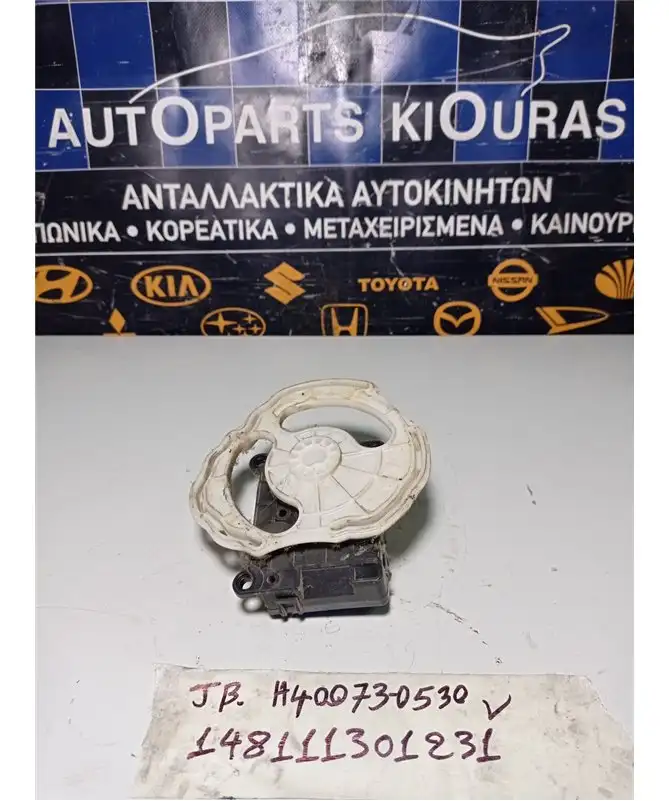 AUTOPARTS KIOURAS
ΑΝΤΑΛΛΑΚΤΙΚΑ ΑΥΤΟΚΙΝΗΤΩΝ
ΠΩΝΙΚΑ • ΚΟΡΕΑΤΙΚΑ • ΜΕΤΑΧΕΙΡΙΣΜΕΝΑ • ΚΑΙΝΟΥΡ
KIA TOYOTA NISSAN
JB. H400730530 ✓
148111301231